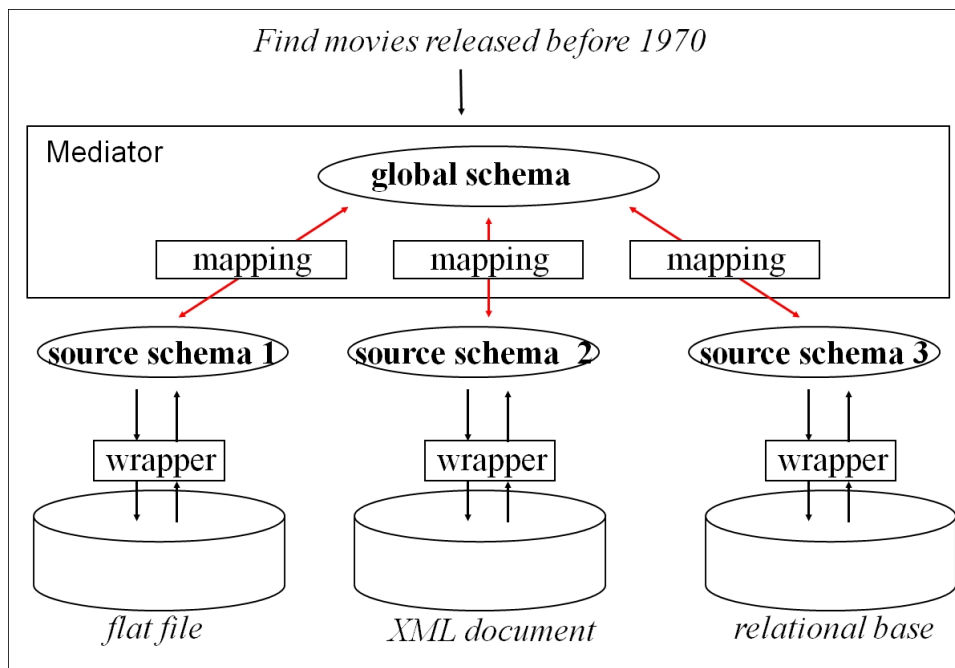 Find movies released before 1970
Mediator
global schema
mapping
mapping
mapping
source schema 1
source schema 2
source schema 3
wrapper
wrapper
wrapper
flat file
XML document
relational base